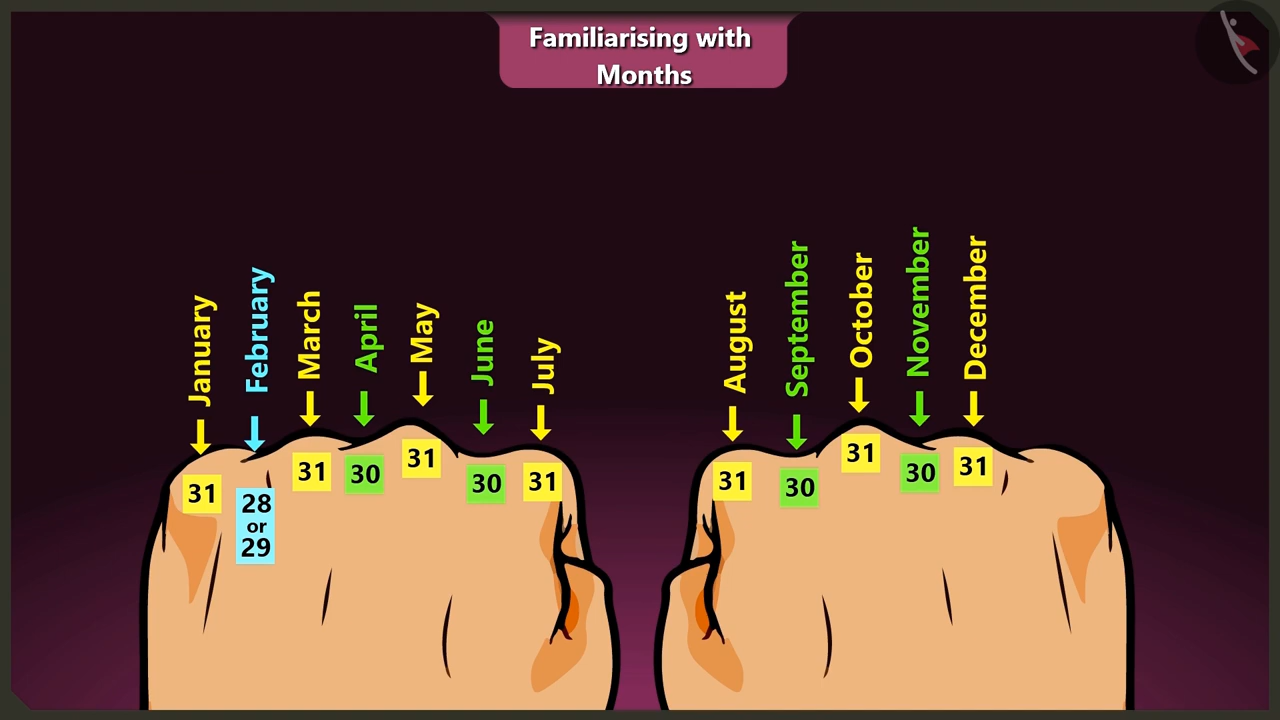 Familiarising with
Months
January
February
March
April
May
June
July
August
September
October
November
December
31
28
or
29
31
30
31
30
31
31
30
31
30
31